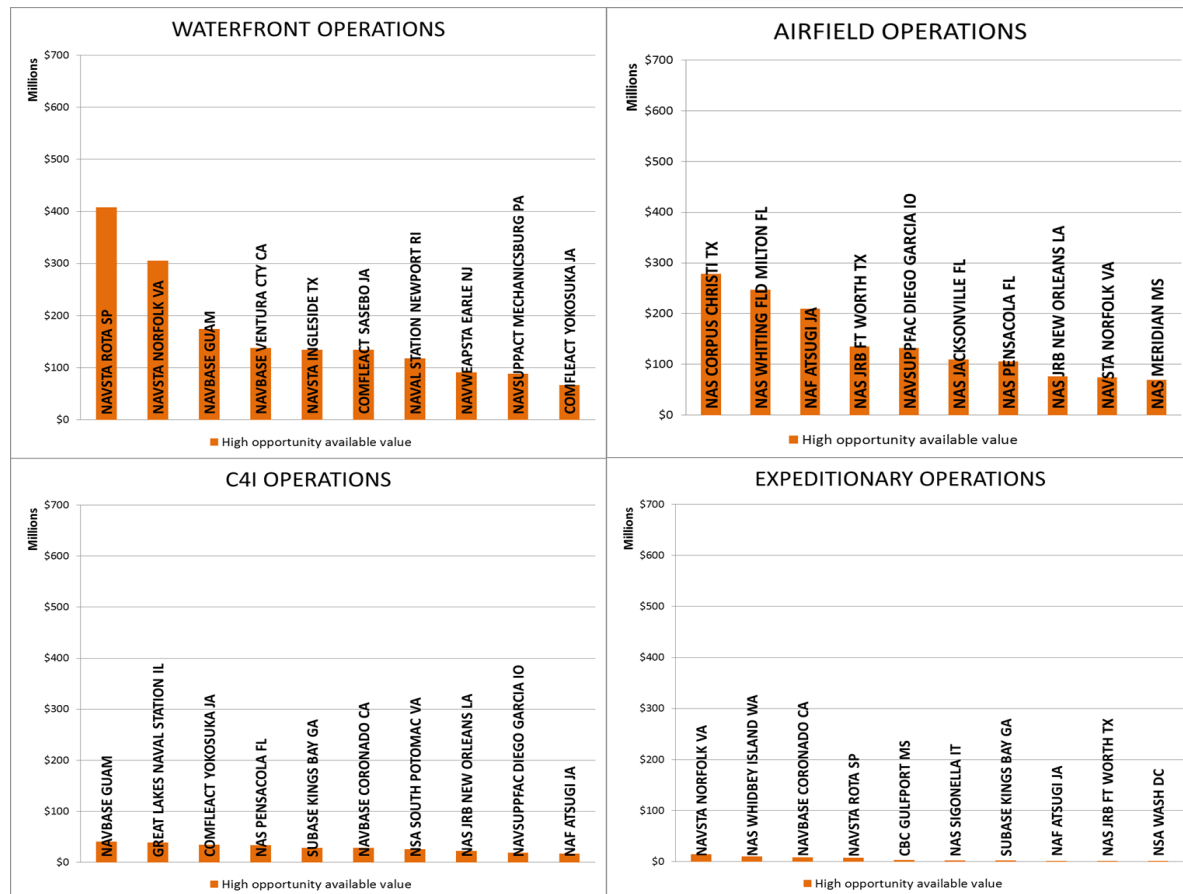 WATERFRONT OPERATIONS
Millions
$700
$600
$500
$400
$300
$200
$100
$0
NAVSTA ROTA SP
NAVSTA NORFOLK VA
NAVBASE GUAM
NAVBASE VENTURA CTY CA
NAVSTA INGLESIDE TX
COMFLEACT SASEBO JA
NAVAL STATION NEWPORT RI
NAVWEAPSTA EARLE NJ
NAVSUPPACT MECHANICSBURG PA
COMFLEACT YOKOSUKA JA
High opportunity available value
AIRFIELD OPERATIONS
Millions
$700
$600
$500
$400
$300
$200
$100
$0
NAS CORPUS CHRISTI TX
NAS WHITING FLD MILTON FL
NAF ATSUGI JA
NAS JRB FT WORTH TX
NAVSUPPFAC DIEGO GARCIA IO
NAS JACKSONVILLE FL
NAS PENSACOLA FL
NAS JRB NEW ORLEANS LA
NAVSTA NORFOLK VA
NAS MERIDIAN MS
High opportunity available value
C4I OPERATIONS
Millions
$700
$600
$500
$400
$300
$200
$100
$0
NAVBASE GUAM
GREAT LAKES NAVAL STATION IL
COMFLEACT YOKOSUKA JA
NAS PENSACOLA FL
SUBASE KINGS BAY GA
NAVBASE CORONADO CA
NSA SOUTH POTOMAC VA
NAS JRB NEW ORLEANS LA
NAVSUPPFAC DIEGO GARCIA IO
NAF ATSUGI JA
High opportunity available value
EXPEDITIONARY OPERATIONS
Millions
$700
$600
$500
$400
$300
$200
$100
$0
NAVSTA NORFOLK VA
NAS WHIDBEY ISLAND WA
NAVBASE CORONADO CA
NAVSTA ROTA SP
CBC GULFPORT MS
NAS SIGONELLA IT
SUBASE KINGS BAY GA
NAF ATSUGI JA
NAS JRB FT WORTH TX
NSA WASH DC
High opportunity available value